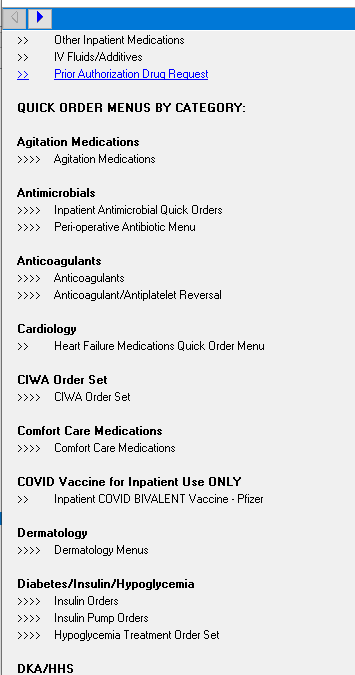 >> Other Inpatient Medications
>> IV Fluids/Additives
>> Prior Authorization Drug Request
QUICK ORDER MENUS BY CATEGORY:
Agitation Medications
>>>> Agitation Medications
Antimicrobials
>>>> Inpatient Antimicrobial Quick Orders
>>>> Peri-operative Antibiotic Menu
Anticoagulants
>>>> Anticoagulants
>>>> Anticoagulant/Antiplatelet Reversal
Cardiology
>> Heart Failure Medications Quick Order Menu
CIWA Order Set
>>>> CIWA Order Set
Comfort Care Medications
>>>> Comfort Care Medications
COVID Vaccine for Inpatient Use ONLY
>> Inpatient COVID BIVALENT Vaccine - Pfizer
Dermatology
>>>> Dermatology Menus
Diabetes/Insulin/Hypoglycemia
>>>> Insulin Orders
>>>> Insulin Pump Orders
>>>> Hypoglycemia Treatment Order Set
DKA/HHS